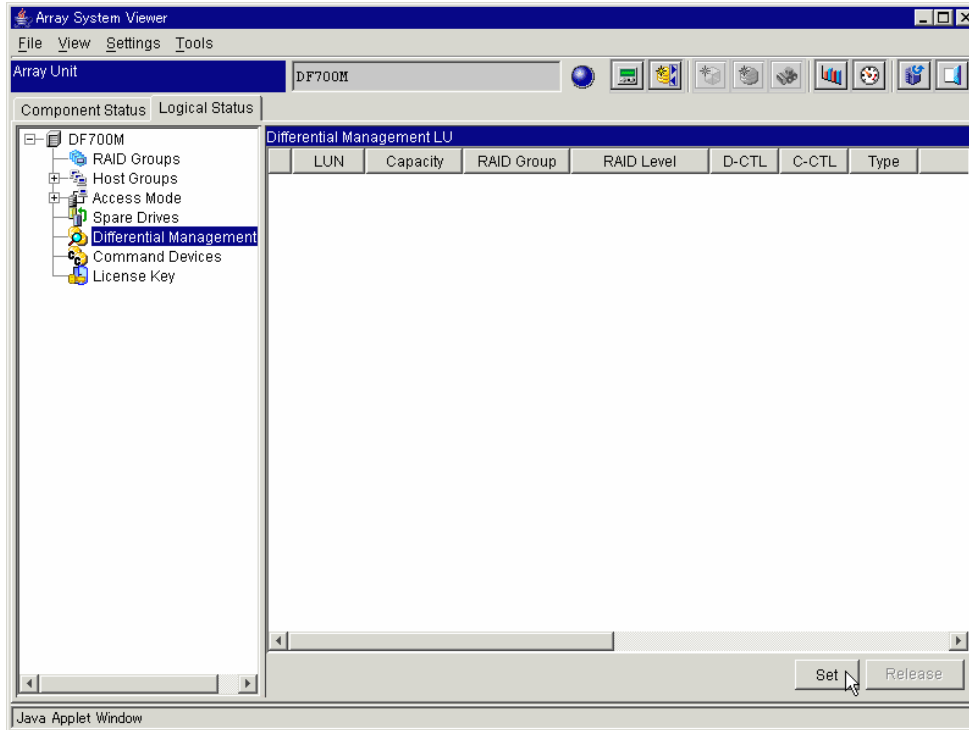 Array System Viewer
File View Settings Tools
Array Unit
DF700M
Component Status Logical Status
DF700M
RAID Groups
Host Groups
Access Mode
Spare Drives
Differential Management
Command Devices
License Key
Differential Management LU
LUN Capacity RAID Group RAID Level D-CTL C-CTL Type
Set Release
Java Applet Window